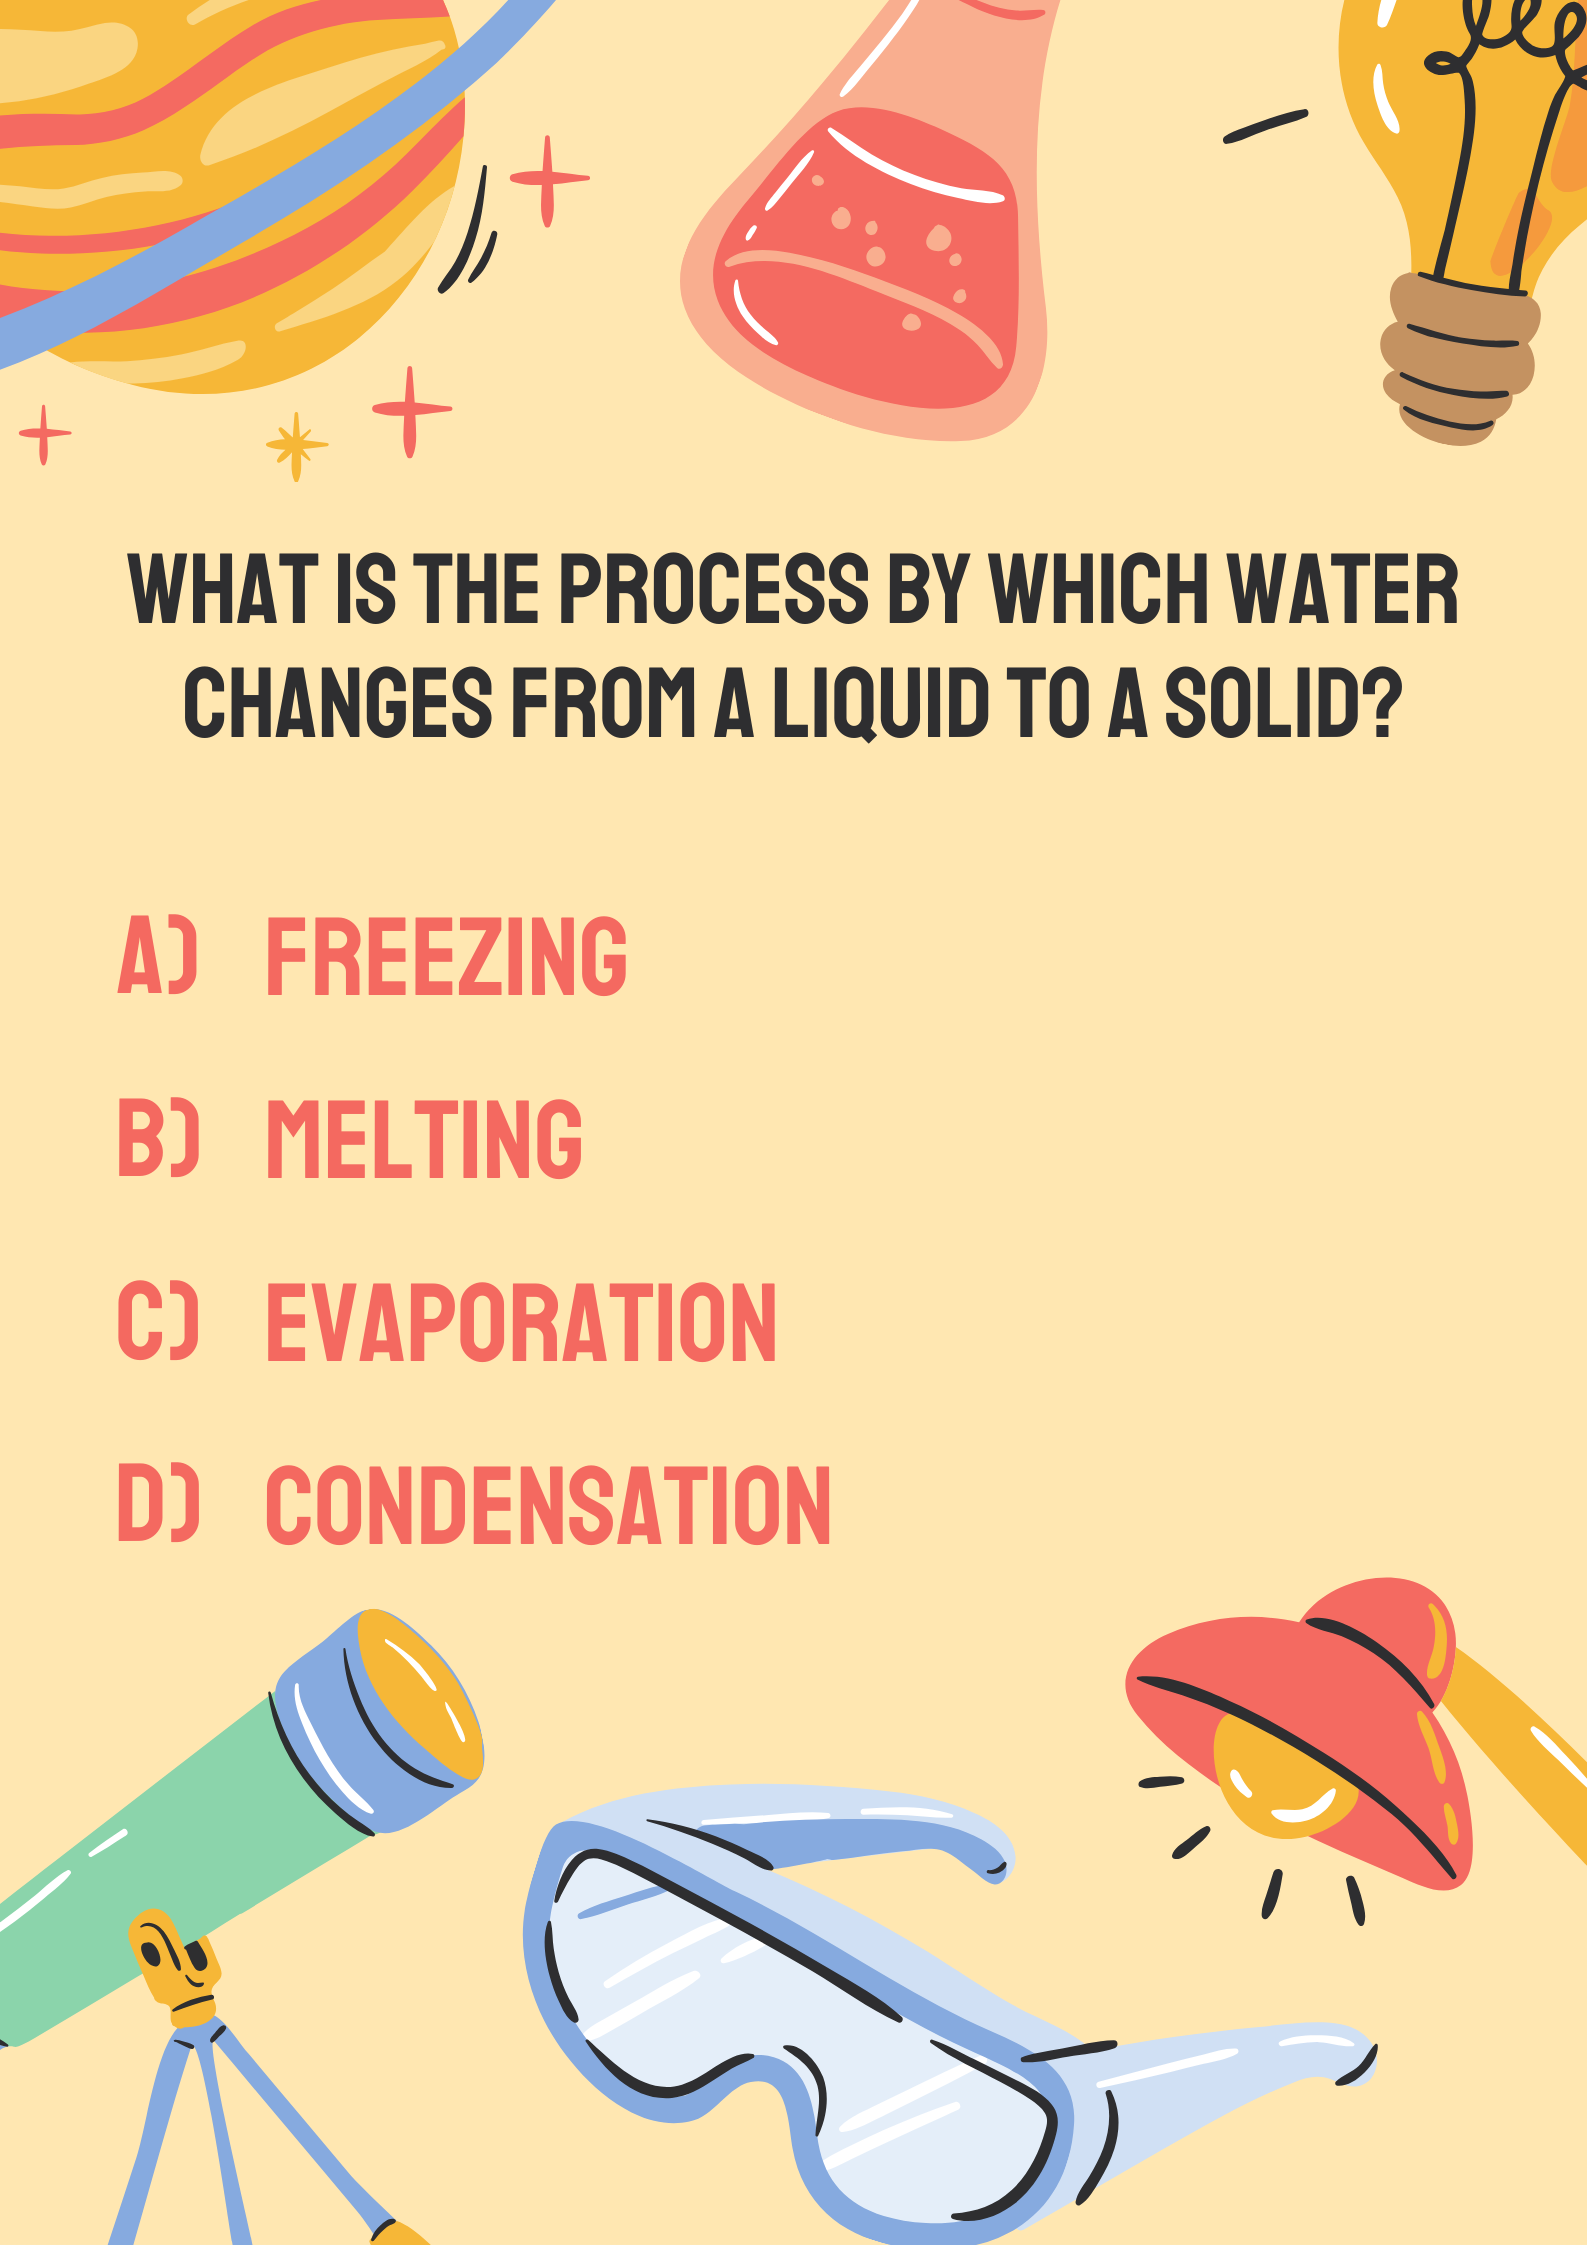 WHAT IS THE PROCESS BY WHICH WATER
CHANGES FROM A LIQUID TO A SOLID?
A) FREEZING
B) MELTING
C) EVAPORATION
D) CONDENSATION